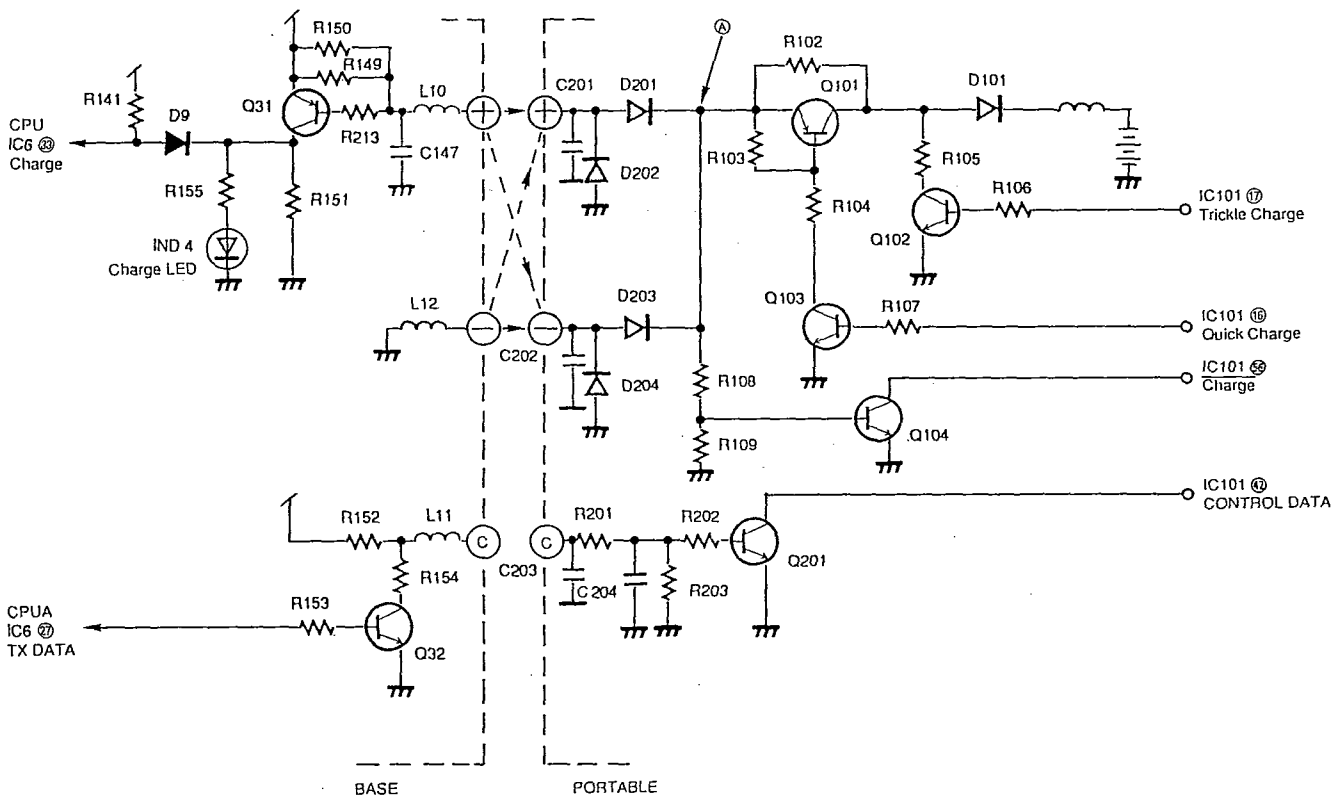 R150
R149
R141
D9
Q31
R213
L10
C147
CPU
IC6 ㉝
Charge
R155
R151
IND 4
Charge LED
L12
+
+
−
−
C201
D201
D202
C202
D203
D204
Ⓐ
R102
Q101
D101
R103
R104
R105
R106
Q102
IC101 ⑰
Trickle Charge
Q103
R107
IC101 ⑯
Quick Charge
R108
R109
Q104
Charge
R152
L11
C
C
C203
R154
R153
Q32
CPUA
IC6 ㉗
TX DATA
R201
R202
C204
R203
Q201
IC101 ㊷
CONTROL DATA
BASE
PORTABLE